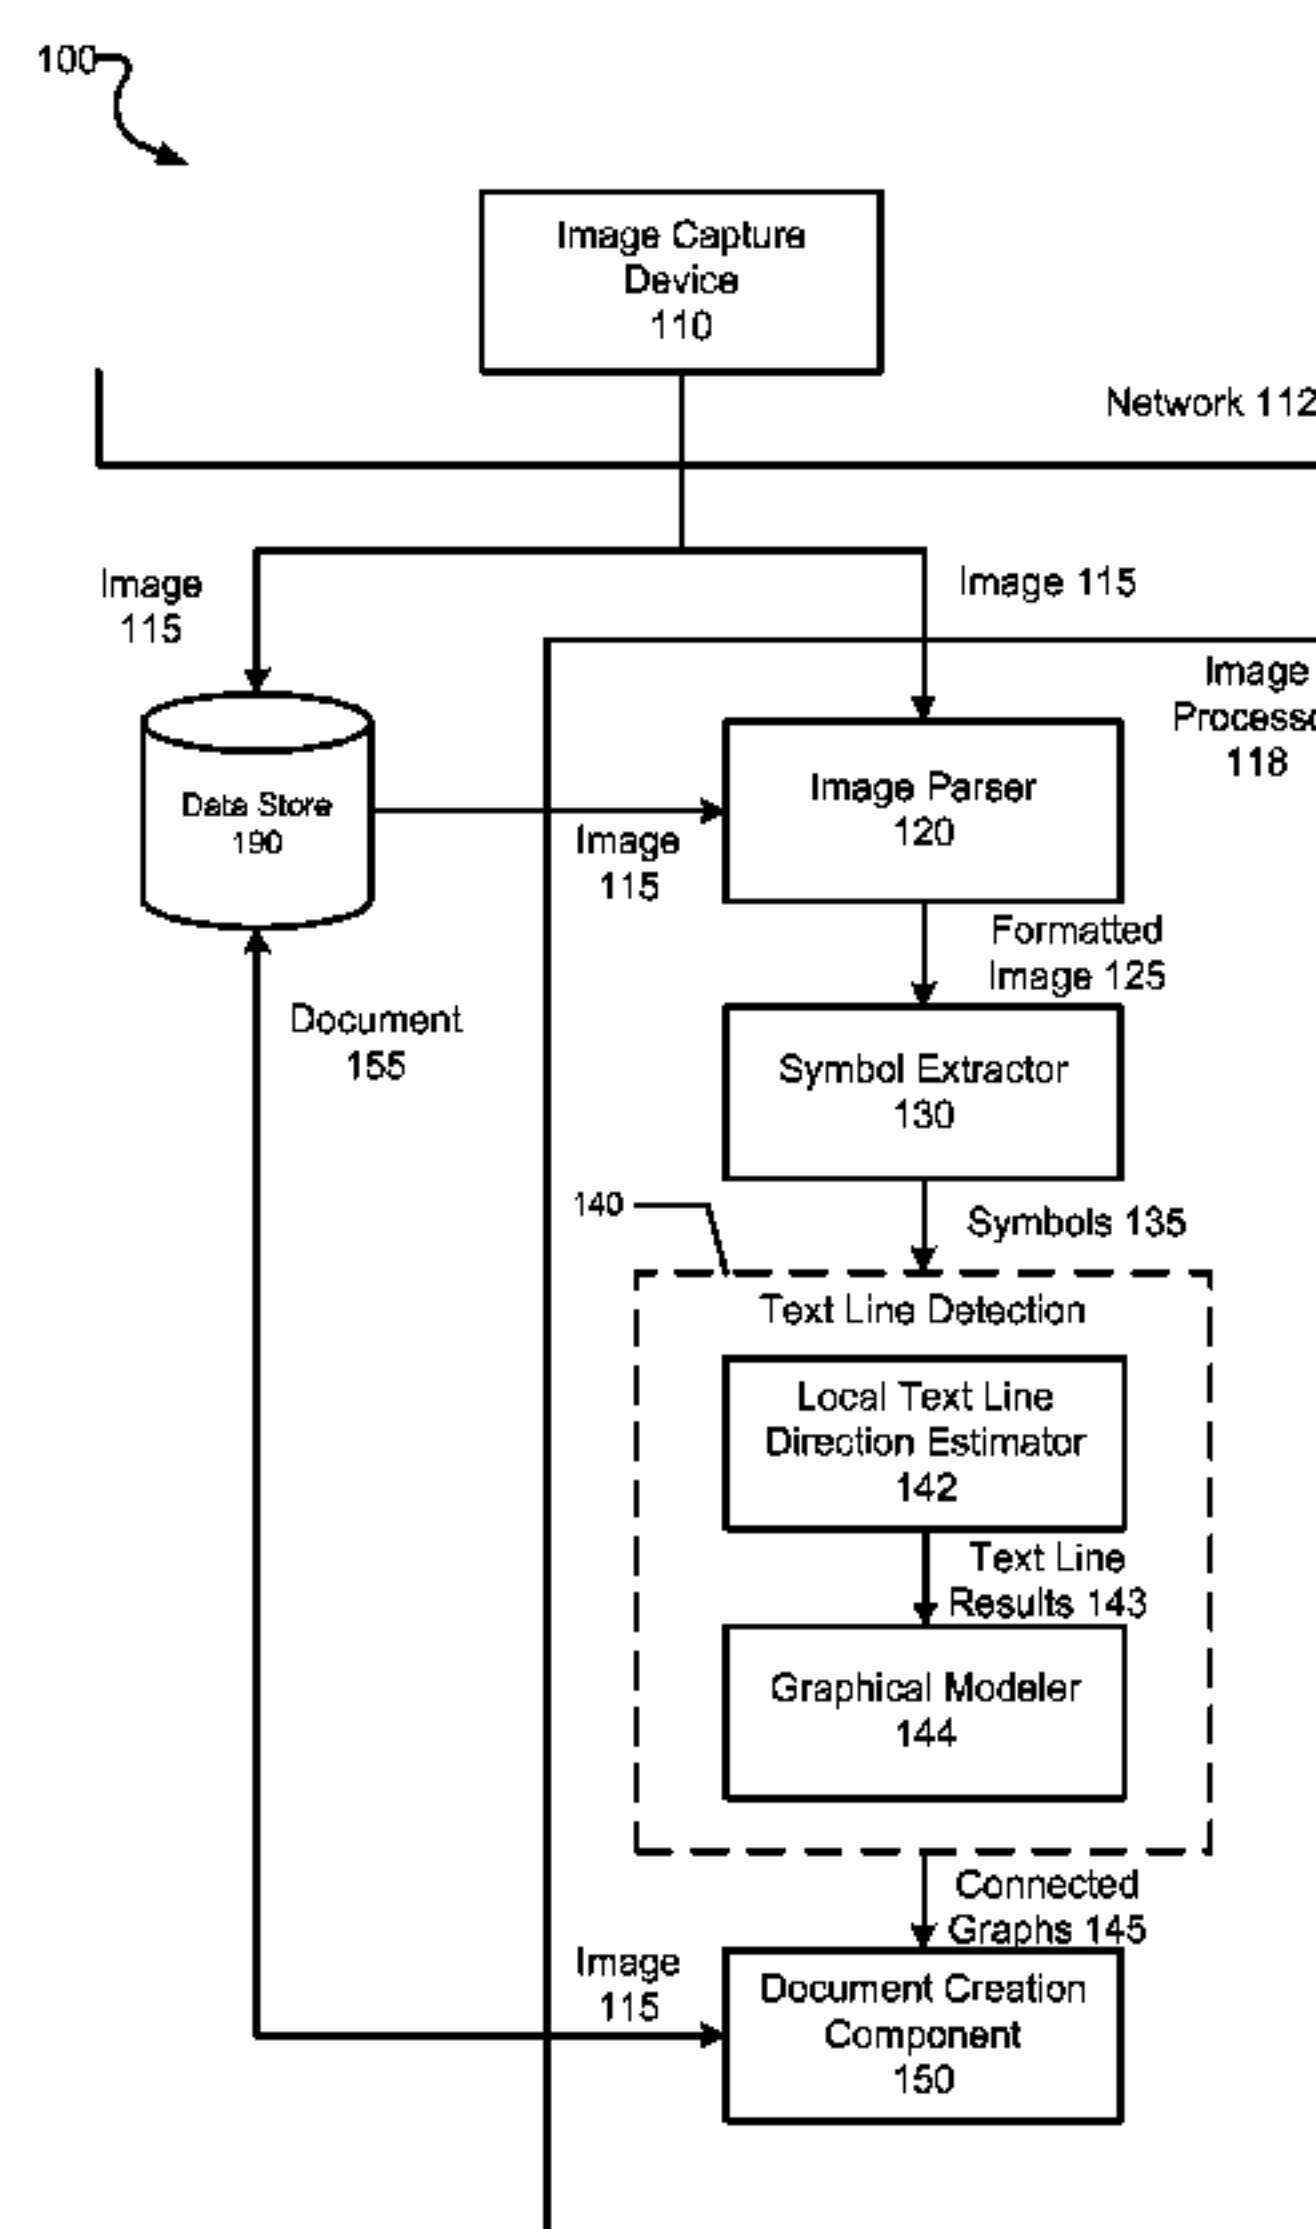 100
Image Capture
Device
110
Network 112
Image
115
Image 115
Image
118
Data Store
190
Image Parser
120
Image
115
Formatted
Image 125
Document
155
Symbol Extractor
130
140
Symbols 135
Text Line Detection
Local Text Line
Direction Estimator
142
Text Line
Results 143
Graphical Modeler
144
Connected
Graphs 145
Image
115
Document Creation
Component
150